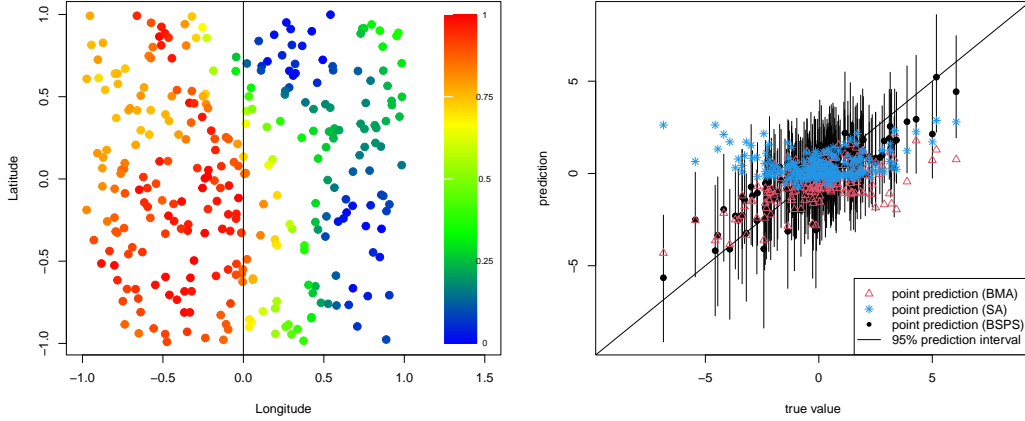 1.0
0.5
0.0
−0.5
−1.0
Latitude
−1.0 −0.5 0.0 0.5 1.0 1.5
Longitude
1
0.75
0.5
0.25
0
5
0
−5
prediction
−5 0 5
true value
point prediction (BMA)
point prediction (SA)
point prediction (BSPS)
95% prediction interval